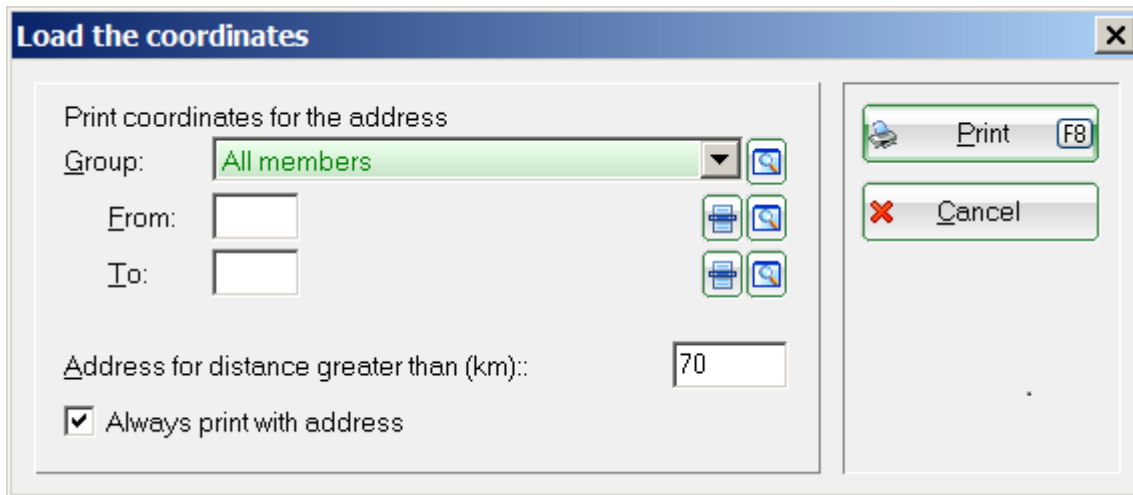 Load the coordinates
Print coordinates for the address
Group: All members
From:
To:
Address for distance greater than (km):: 70
Always print with address
Print F8
Cancel